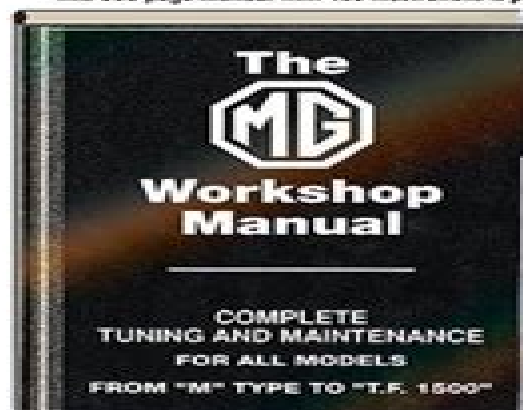 The
MG
Workshop
Manual
COMPLETE
TUNING AND MAINTENANCE
FOR ALL MODELS
FROM "M" TYPE TO "T.F. 1500"